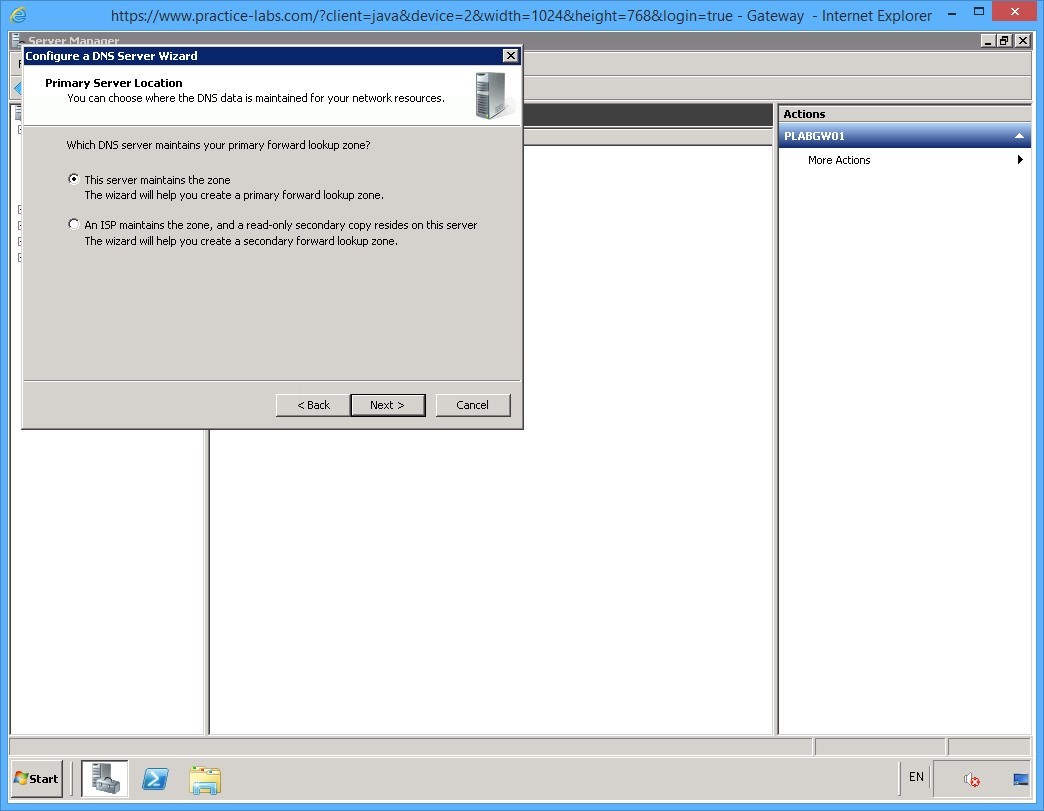 https://www.practice-labs.com/?client=java&device=2&width=1024&height=768&login=true - Gateway - Internet Explorer
Server Manager
Configure a DNS Server Wizard
Primary Server Location
You can choose where the DNS data is maintained for your network resources.
Which DNS server maintains your primary forward lookup zone?
This server maintains the zone
The wizard will help you create a primary forward lookup zone.
An ISP maintains the zone, and a read-only secondary copy resides on this server
The wizard will help you create a secondary forward lookup zone.
< Back
Next >
Cancel
Actions
PLABGW01
More Actions
Start
EN